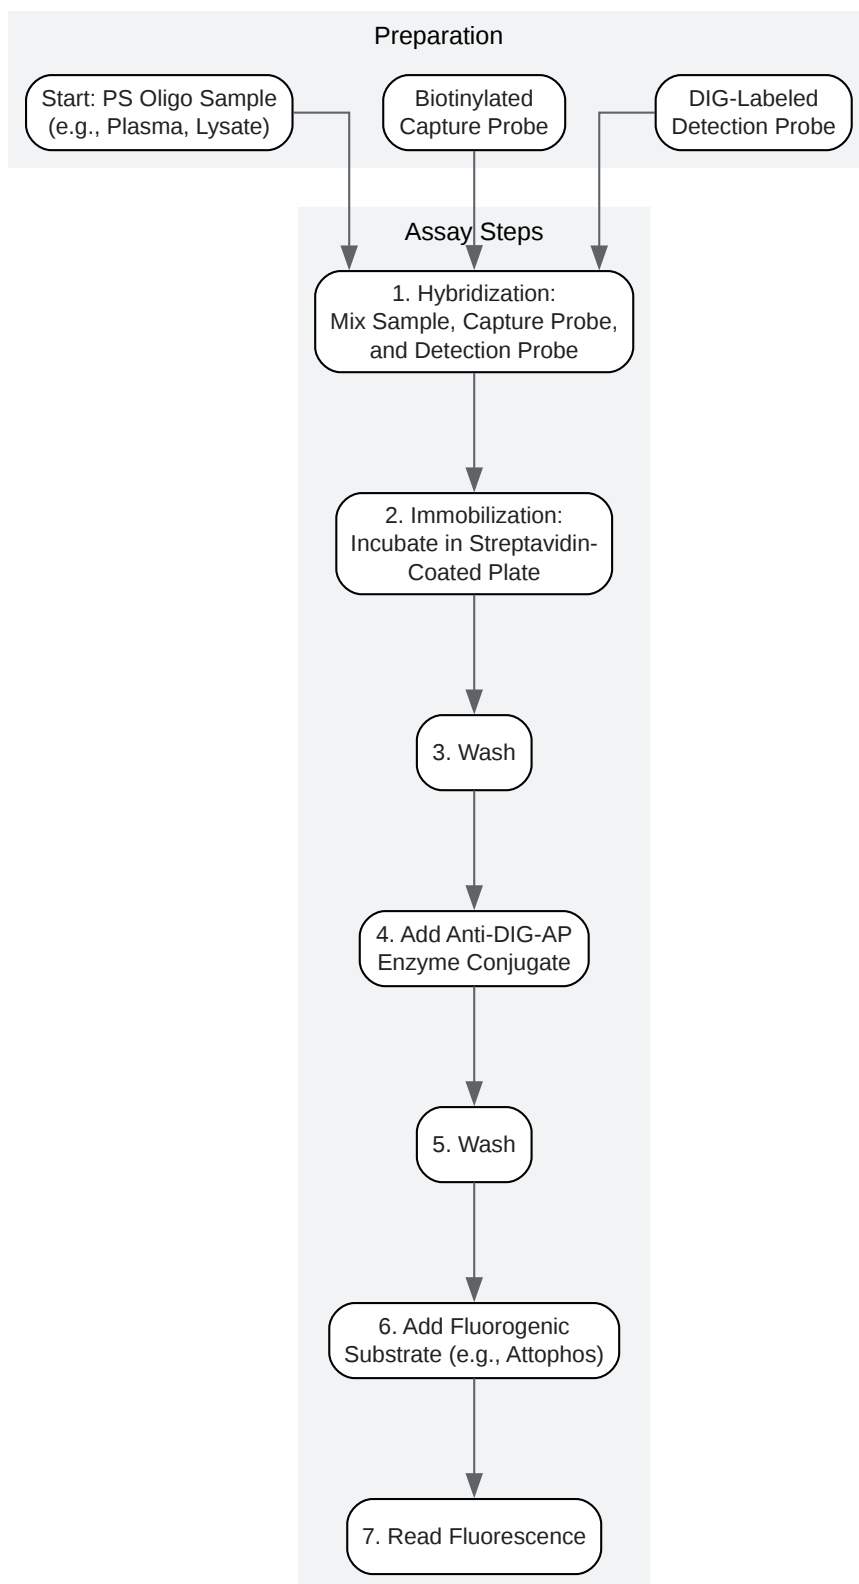 Preparation
Start: PS Oligo Sample
(e.g., Plasma, Lysate)
Biotinylated
Capture Probe
DIG-Labeled
Detection Probe
Assay Steps
1. Hybridization:
Mix Sample, Capture Probe,
and Detection Probe
2. Immobilization:
Incubate in Streptavidin-
Coated Plate
3. Wash
4. Add Anti-DIG-AP
Enzyme Conjugate
5. Wash
6. Add Fluorogenic
Substrate (e.g., Attophos)
7. Read Fluorescence